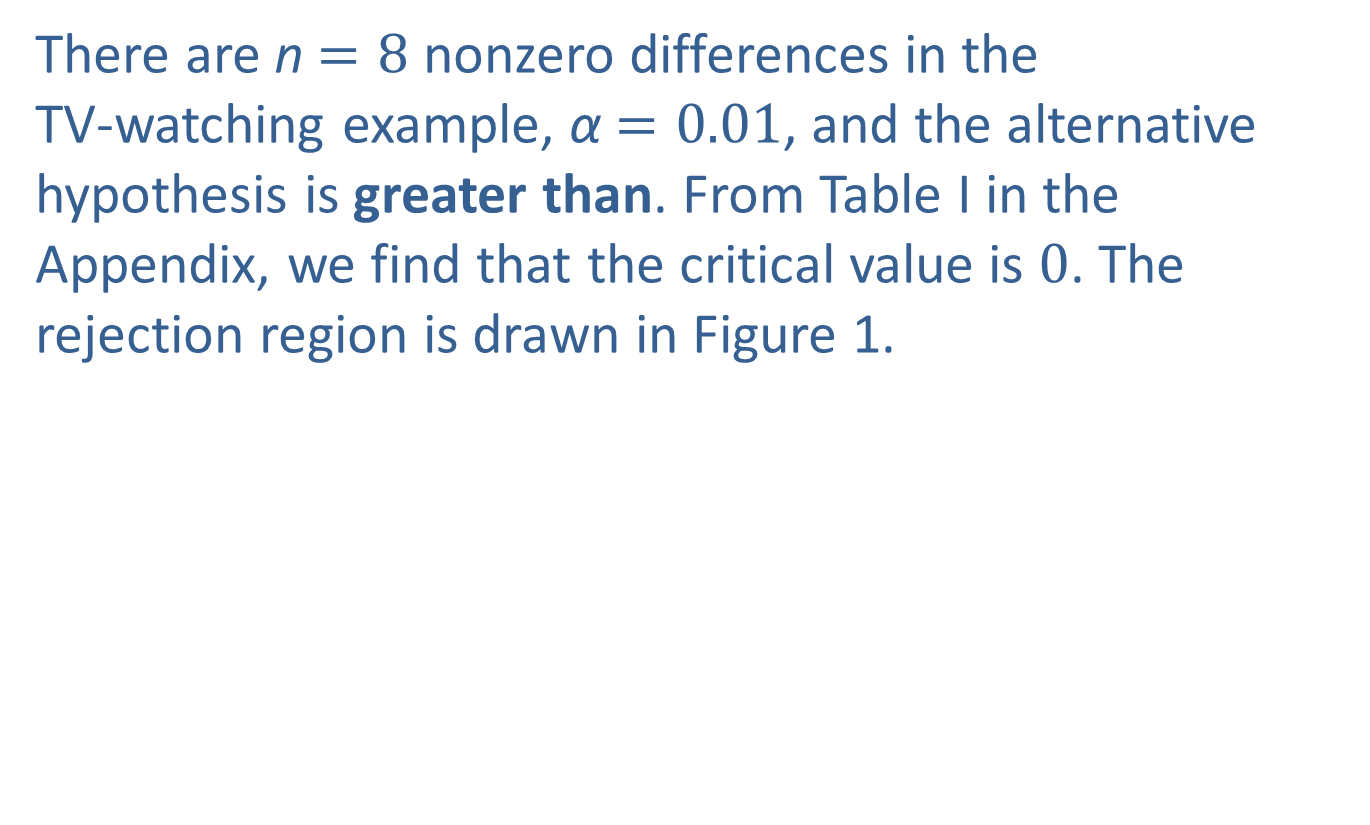 There are n = 8 nonzero differences in the
TV-watching example, α = 0.01, and the alternative
hypothesis is greater than. From Table I in the
Appendix, we find that the critical value is 0. The
rejection region is drawn in Figure 1.